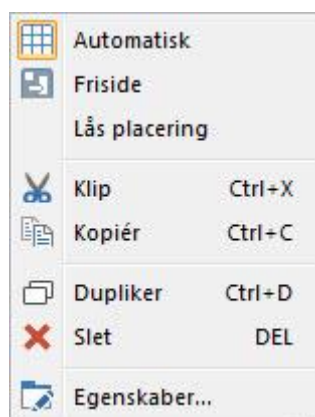 Automatisk
Friside
Lås placering
Klip Ctrl+X
Kopiér Ctrl+C
Dupliker Ctrl+D
Slet DEL
Egenskaber...